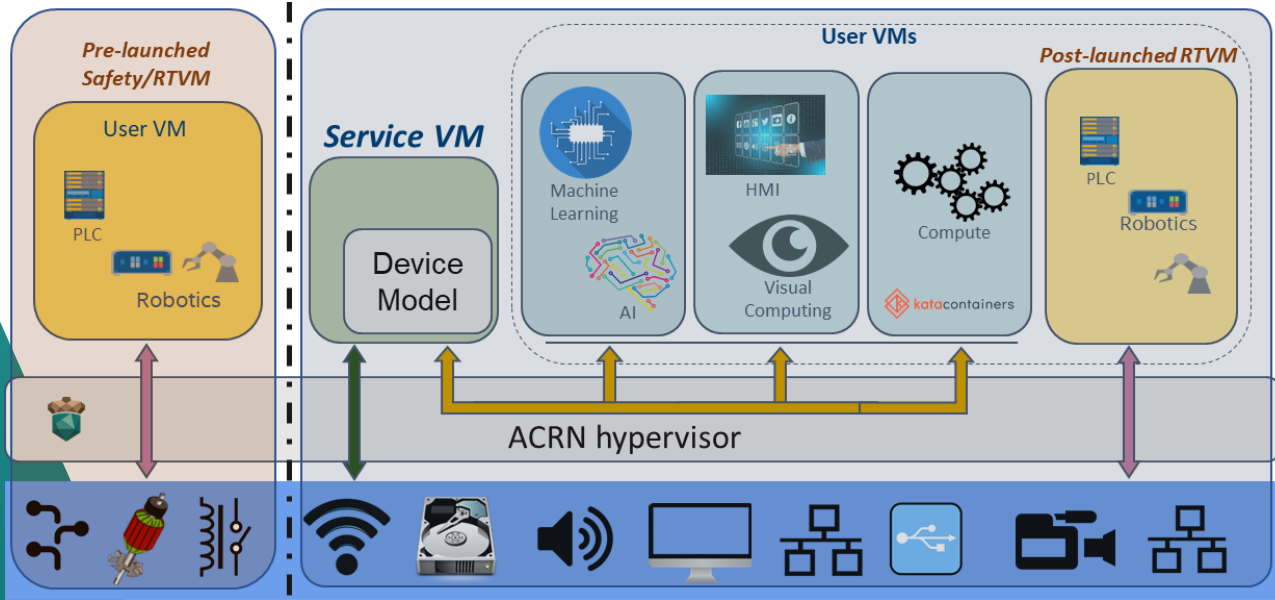 Pre-launched
Safety/RTVM
User VM
PLC
Robotics
Service VM
Device
Model
User VMs
Machine
Learning
AI
HMI
Visual
Computing
Compute
katacontainers
Post-launched RTVM
PLC
Robotics
ACRN hypervisor